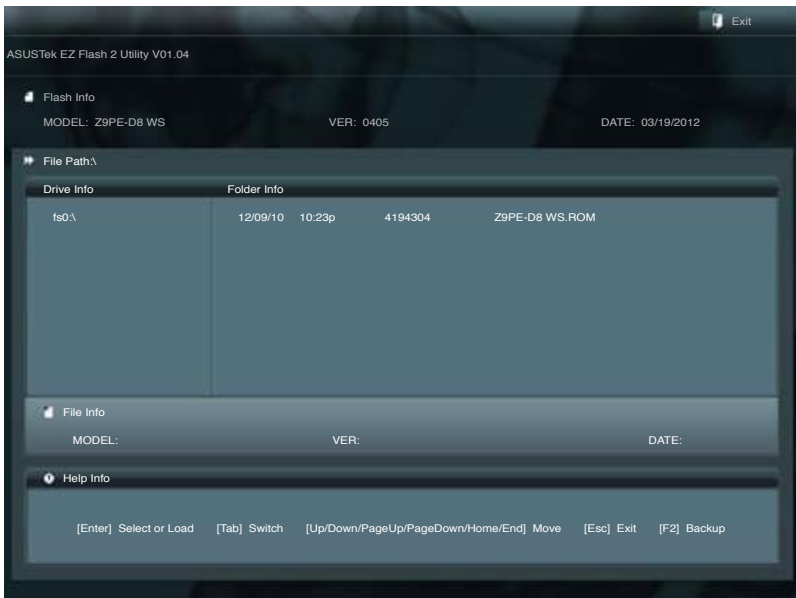 Exit
ASUSTek EZ Flash 2 Utility V01.04
Flash Info
MODEL: Z9PE-D8 WS VER: 0405 DATE: 03/19/2012
File Path:\
Drive Info Folder Info
fs0:\ 12/09/10 10:23p 4194304 Z9PE-D8 WS.ROM
File Info
MODEL: VER: DATE:
Help Info
[Enter] Select or Load [Tab] Switch [Up/Down/PageUp/PageDown/Home/End] Move [Esc] Exit [F2] Backup